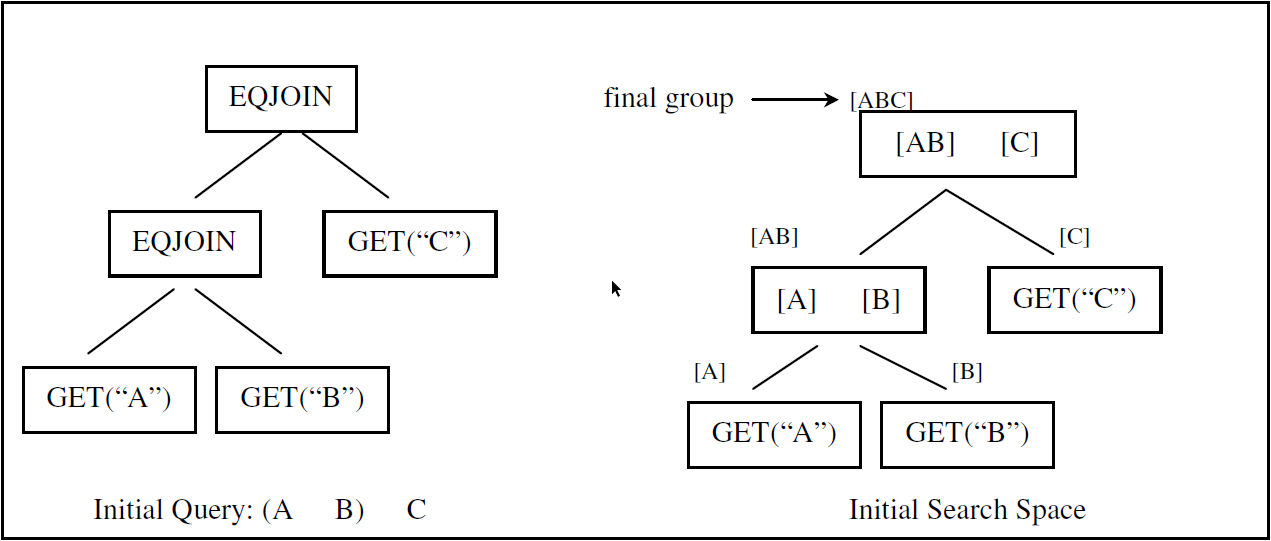 EQJOIN
EQJOIN
GET(“C”)
GET(“A”)
GET(“B”)
Initial Query: (A B) C
final group
[ABC]
[AB] [C]
[AB]
[C]
[A] [B]
GET(“C”)
[A]
[B]
GET(“A”)
GET(“B”)
Initial Search Space